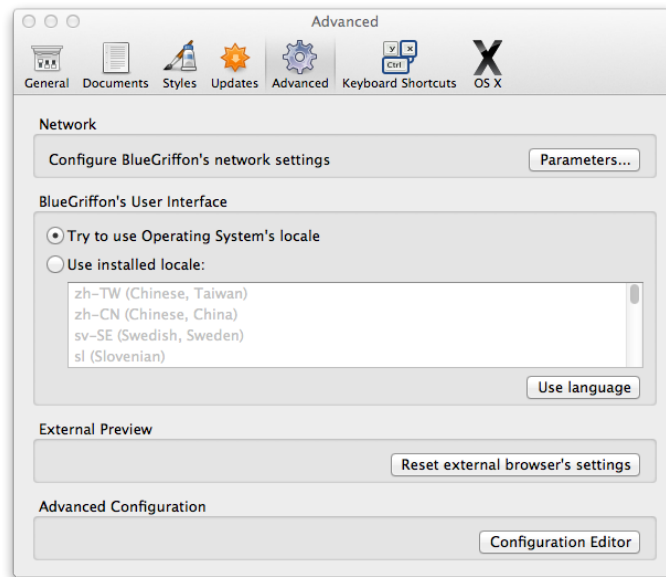 Advanced
y x
Ctrl
General Documents Styles Updates Advanced Keyboard Shortcuts OS X
Network
Configure BlueGriffon's network settings Parameters...
BlueGriffon's User Interface
Try to use Operating System's locale
Use installed locale:
zh-TW (Chinese, Taiwan)
zh-CN (Chinese, China)
sv-SE (Swedish, Sweden)
sl (Slovenian)
Use language
External Preview
Reset external browser's settings
Advanced Configuration
Configuration Editor